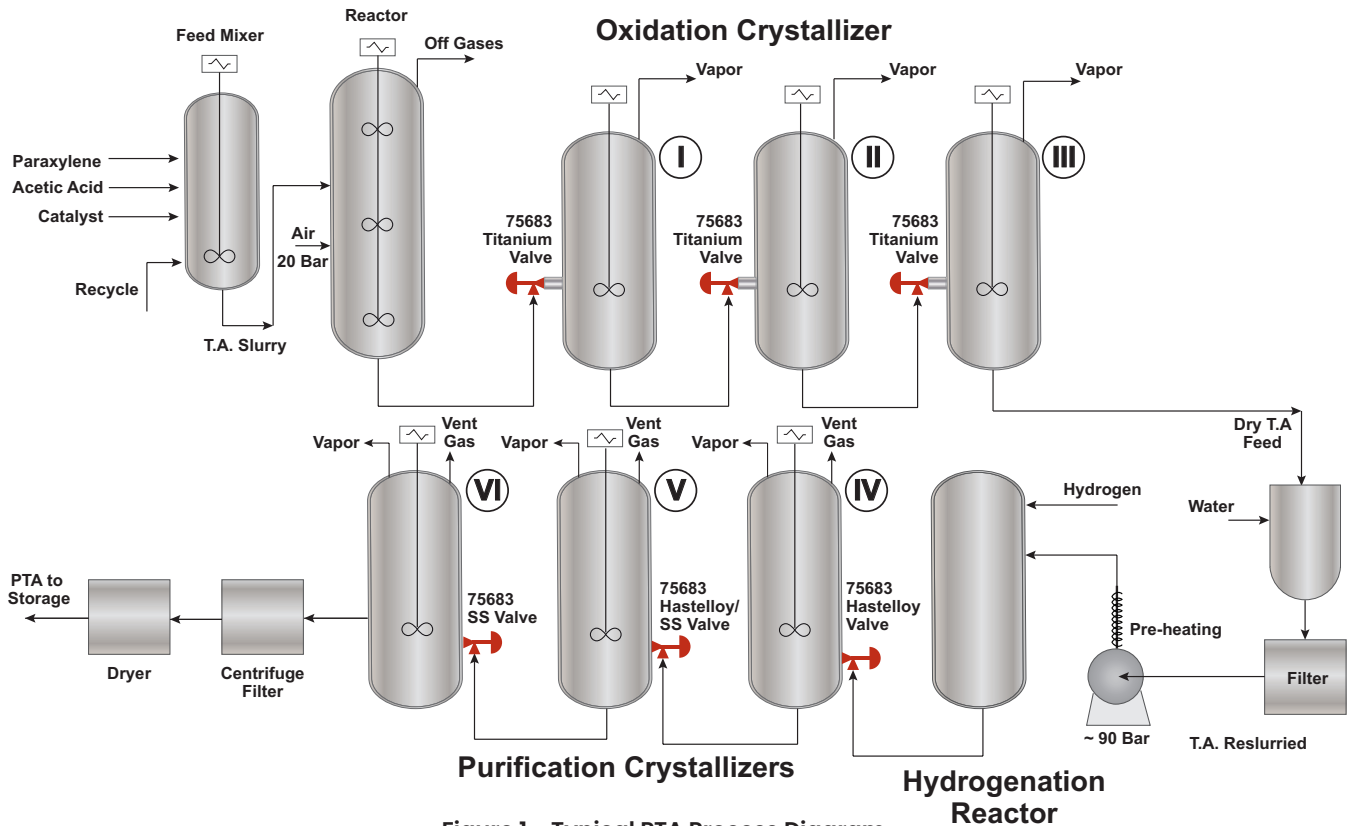 Oxidation Crystallizer
Feed Mixer
Reactor
Off Gases
Vapor
Vapor
Vapor
I
II
III
Paraxylene
Acetic Acid
Catalyst
Recycle
Air
20 Bar
T.A. Slurry
75683
Titanium
Valve
75683
Titanium
Valve
75683
Titanium
Valve
Dry T.A
Feed
Water
Filter
T.A. Reslurried
Pre-heating
~ 90 Bar
Hydrogen
Hydrogenation
Reactor
75683
Hastelloy
Valve
IV
Vapor
Vent
Gas
75683
Hastelloy/
SS Valve
V
Vapor
Vent
Gas
75683
SS Valve
VI
Vapor
Vent
Gas
Purification Crystallizers
Centrifuge
Filter
Dryer
PTA to
Storage